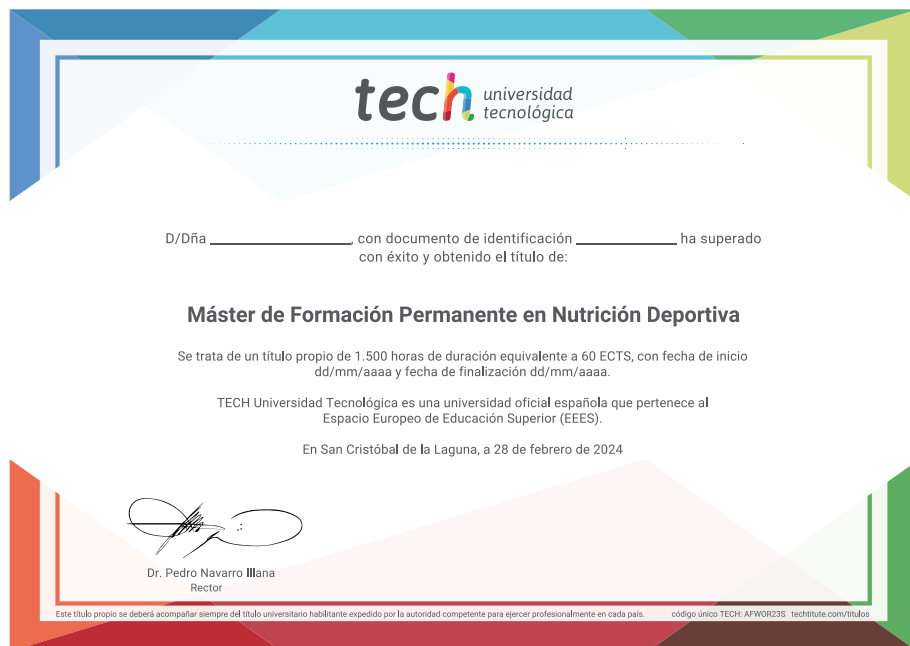 tech universidad
tecnológica
D/Dña ________________, con documento de identificación ____________ ha superado
con éxito y obtenido el título de:
Máster de Formación Permanente en Nutrición Deportiva
Se trata de un título propio de 1.500 horas de duración equivalente a 60 ECTS, con fecha de inicio
dd/mm/aaaa y fecha de finalización dd/mm/aaaa.
TECH Universidad Tecnológica es una universidad oficial española que pertenece al
Espacio Europeo de Educación Superior (EEES).
En San Cristóbal de la Laguna, a 28 de febrero de 2024
Dr. Pedro Navarro Illana
Rector
Este título propio se deberá acompañar siempre del título universitario habilitante expedido por la autoridad competente para ejercer profesionalmente en cada país. código único TECH: AFWOR23S techtitute.com/titulos